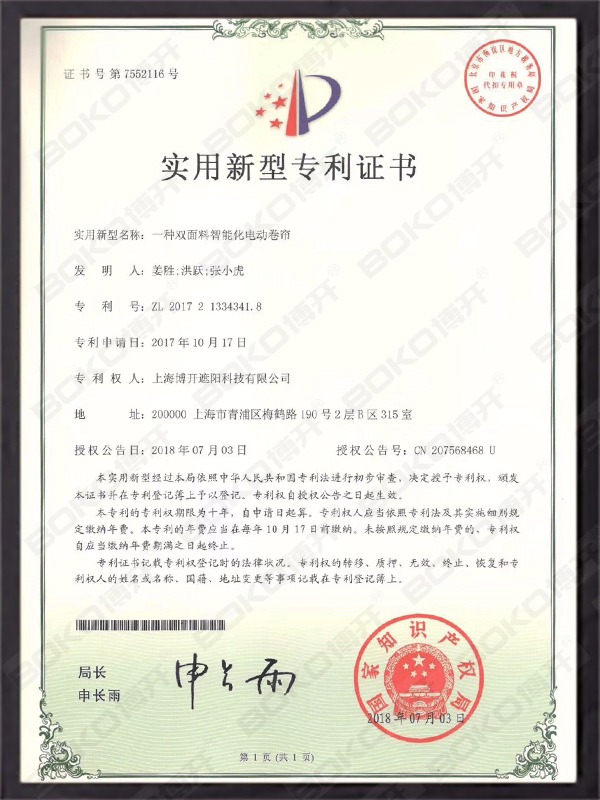 证书号第7552116号
北京市海淀区地方税务局
印花税
代扣专用章
国家知识产权局
实用新型专利证书
实用新型名称：一种双面料智能化电动卷帘
发 明 人：姜胜;洪跃;张小虎
专 利 号：ZL 2017 2 1334341.8
专利申请日：2017年10月17日
专 利 权 人：上海博开遮阳科技有限公司
地 址：200000 上海市青浦区梅鹤路190号2层B区315室
授权公告日：2018年07月03日 授权公告号：CN 207568468 U
本实用新型经过本局依照中华人民共和国专利法进行初步审查，决定授予专利权，颁发
本证书并在专利登记簿上予以登记。专利权自授权公告之日起生效。
本专利的专利权期限为十年，自申请日起算。专利权人应当依照专利法及其实施细则规
定缴纳年费。本专利的年费应当在每年10月17日前缴纳。未按照规定缴纳年费的，专利权
自应当缴纳年费期满之日起终止。
专利证书记载专利权登记时的法律状况。专利权的转移、质押、无效、终止、恢复和专
利权人的姓名或名称、国籍、地址变更等事项记载在专利登记簿上。
局长
申长雨
申长雨
国家知识产权局
2018年07月03日
第1页(共1页)
BOKO博开®